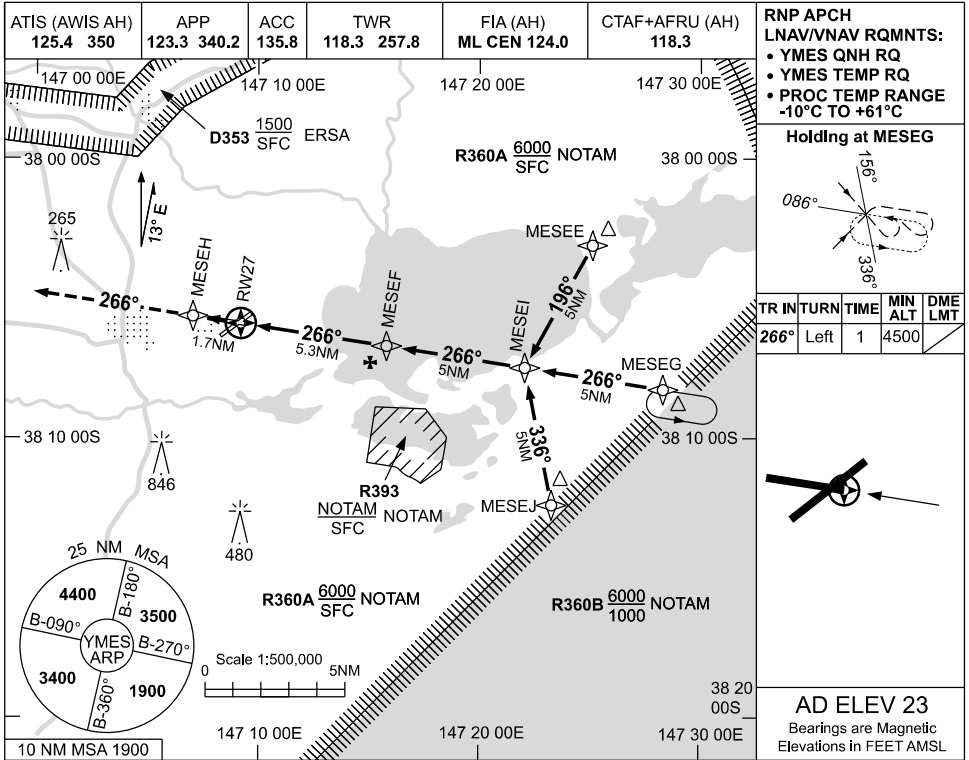 ATIS (AWIS AH)
125.4 350
APP
123.3 340.2
ACC
135.8
TWR
118.3 257.8
FIA (AH)
ML CEN 124.0
CTAF+AFRU (AH)
118.3
RNP APCH
LNAV/VNAV RQMNTS:
• YMES QNH RQ
• YMES TEMP RQ
• PROC TEMP RANGE
-10°C TO +61°C
147 00 00E
147 10 00E
147 20 00E
147 30 00E
D353 1500 ERSA
SFC
R360A 6000 NOTAM
SFC
38 00 00S
38 00 00S
13° E
265
MESEH
RW27
MESEF
MESEI
MESEE
MESEG
MESEJ
196°
5NM
266°
1.7NM
266°
5.3NM
266°
5NM
266°
5NM
336°
5NM
38 10 00S
38 10 00S
R393
NOTAM NOTAM
SFC
846
480
25 NM MSA
4400
B-180°
3500
B-090°
YMES
ARP
B-270°
3400
B-360°
1900
10 NM MSA 1900
R360A 6000 NOTAM
SFC
R360B 6000 NOTAM
1000
0 Scale 1:500,000 5NM
38 20
00S
147 10 00E
147 20 00E
147 30 00E
Holding at MESEG
156°
086°
336°
TR IN TURN TIME MIN ALT DME LMT
266° Left 1 4500
AD ELEV 23
Bearings are Magnetic
Elevations in FEET AMSL